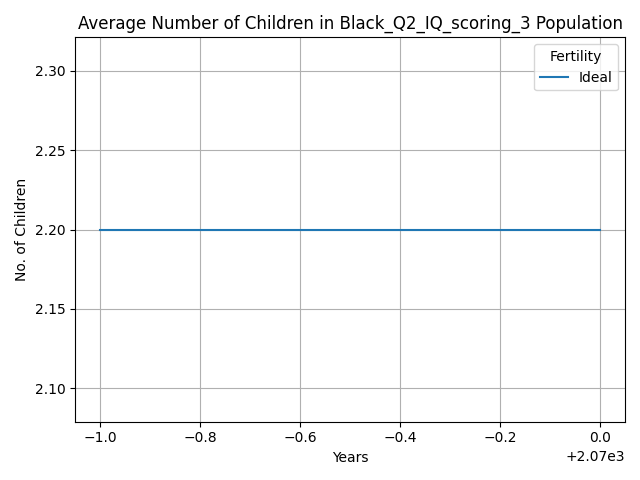 Average Number of Children in Black_Q2_IQ_scoring_3 Population
Fertility
Ideal
No. of Children
2.30
2.25
2.20
2.15
2.10
−1.0
−0.8
−0.6
−0.4
−0.2
0.0
Years
+2.07e3